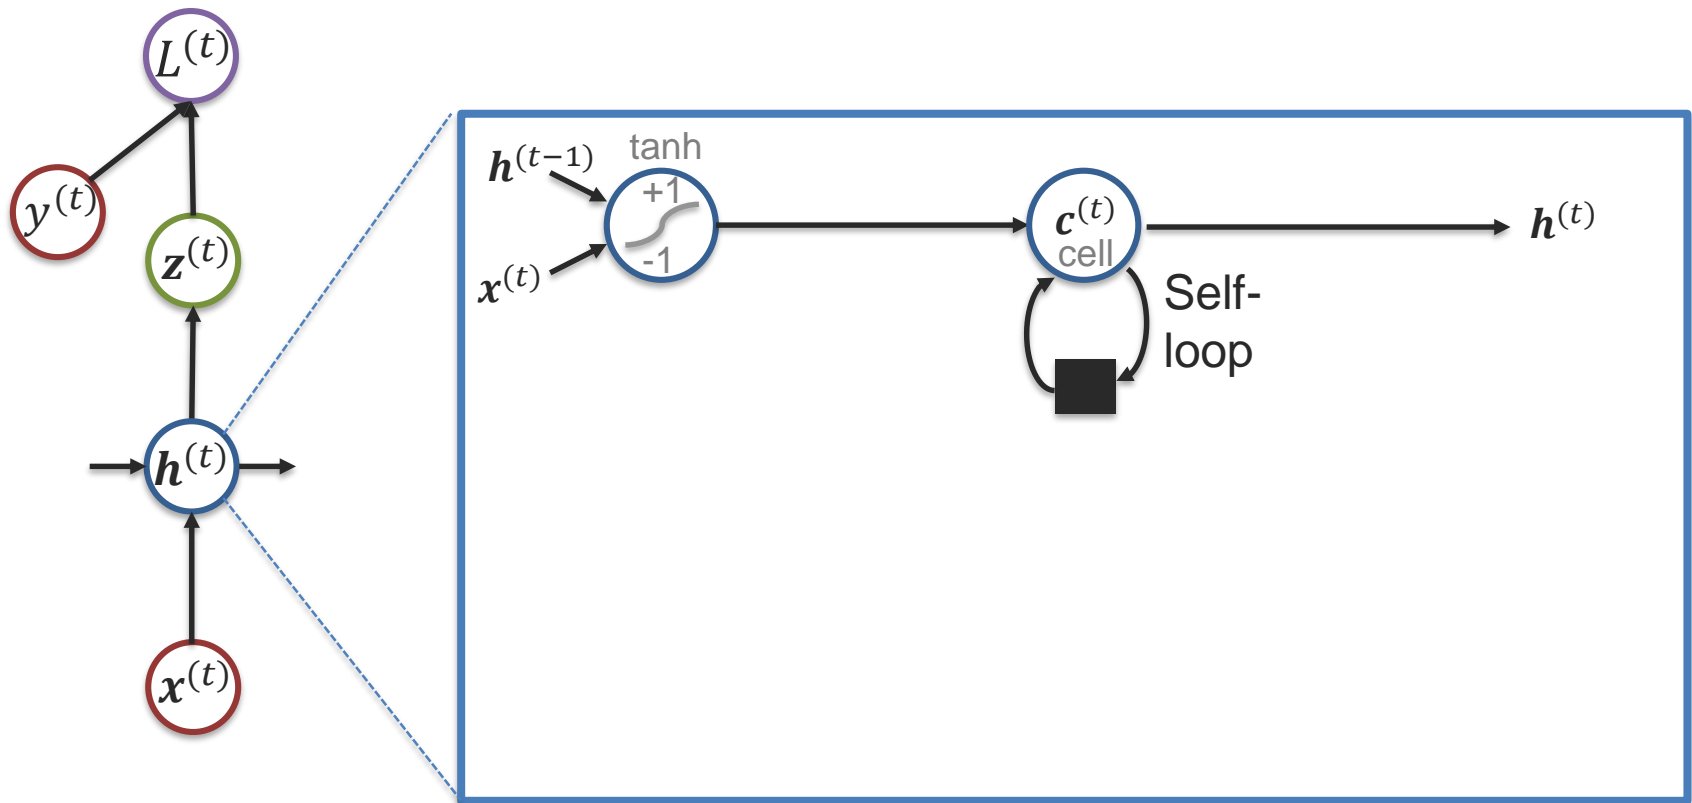 L^(t)
y^(t)
z^(t)
h^(t)
x^(t)
h^(t−1)
x^(t)
tanh
+1
-1
c^(t)
cell
Self-
loop
h^(t)